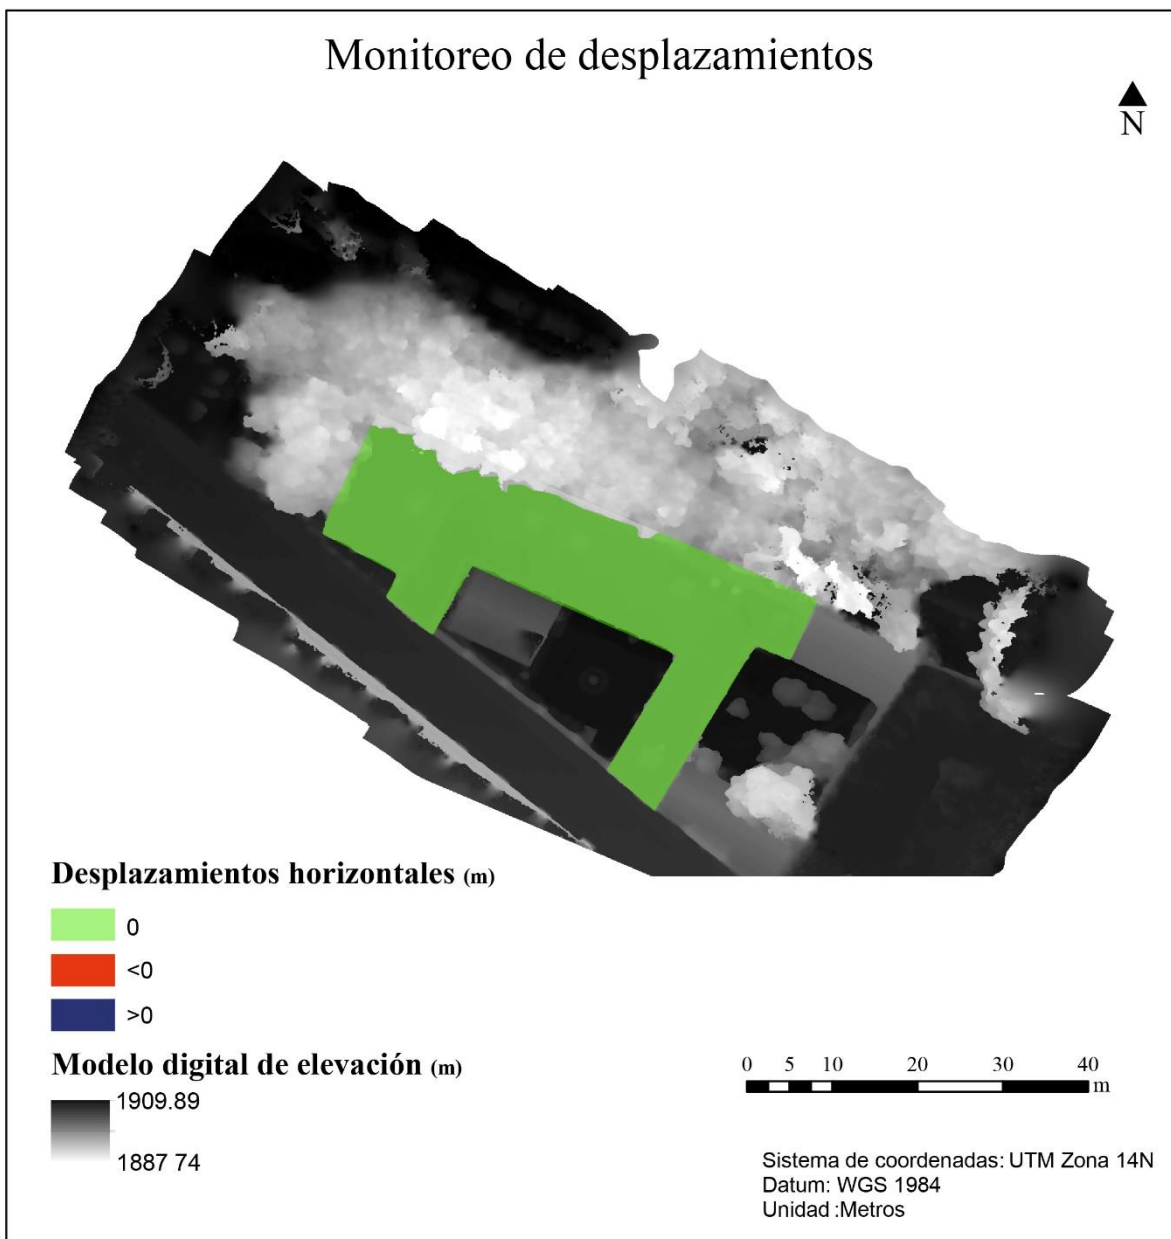 Monitoreo de desplazamientos
N
Desplazamientos horizontales (m)
0
<0
>0
Modelo digital de elevación (m)
1909.89
1887 74
0 5 10 20 30 40
m
Sistema de coordenadas: UTM Zona 14N
Datum: WGS 1984
Unidad :Metros